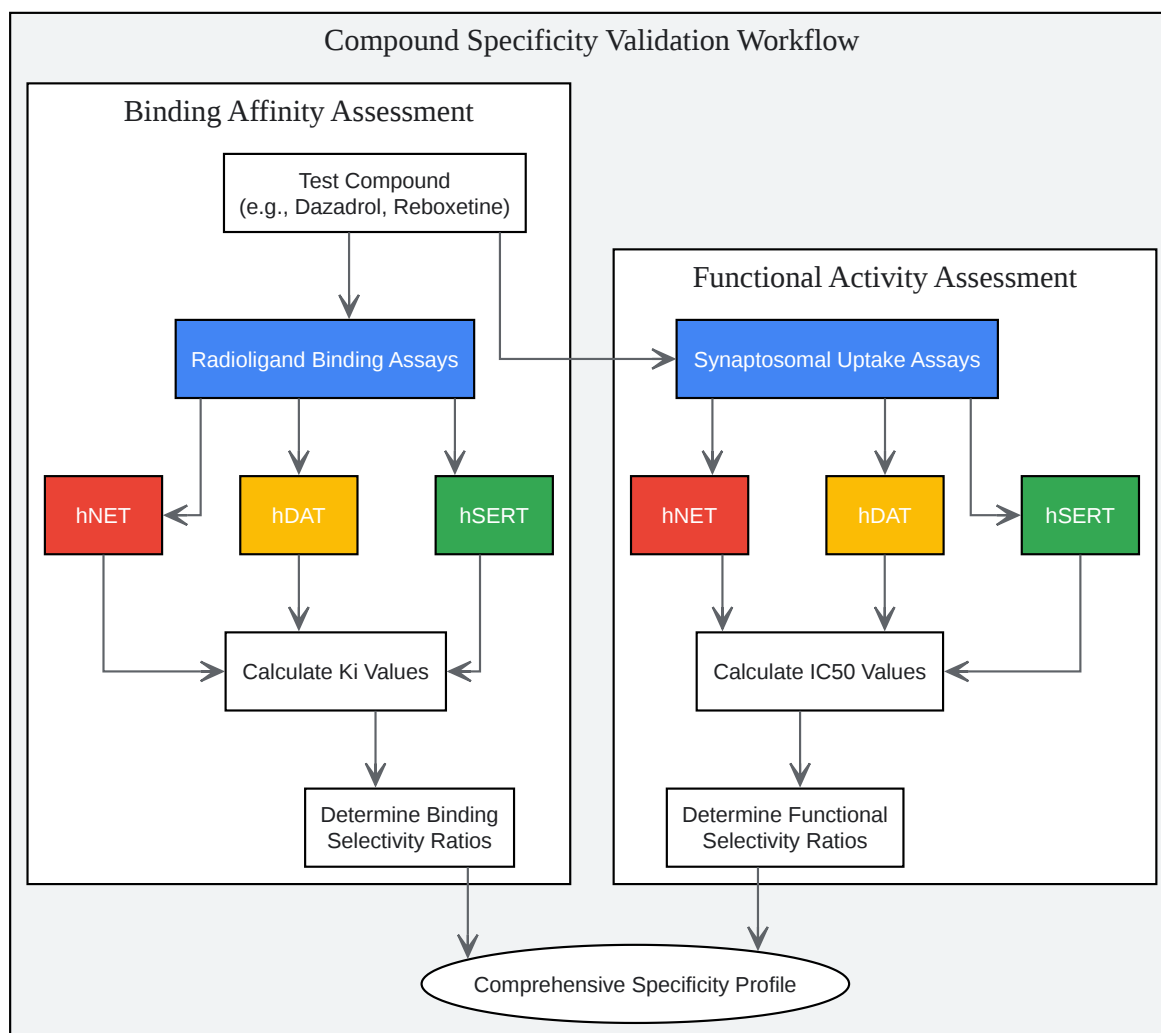 Compound Specificity Validation Workflow
Binding Affinity Assessment
Test Compound
(e.g., Dazadrol, Reboxetine)
Radioligand Binding Assays
hNET
hDAT
hSERT
Calculate Ki Values
Determine Binding
Selectivity Ratios
Functional Activity Assessment
Synaptosomal Uptake Assays
hNET
hDAT
hSERT
Calculate IC50 Values
Determine Functional
Selectivity Ratios
Comprehensive Specificity Profile